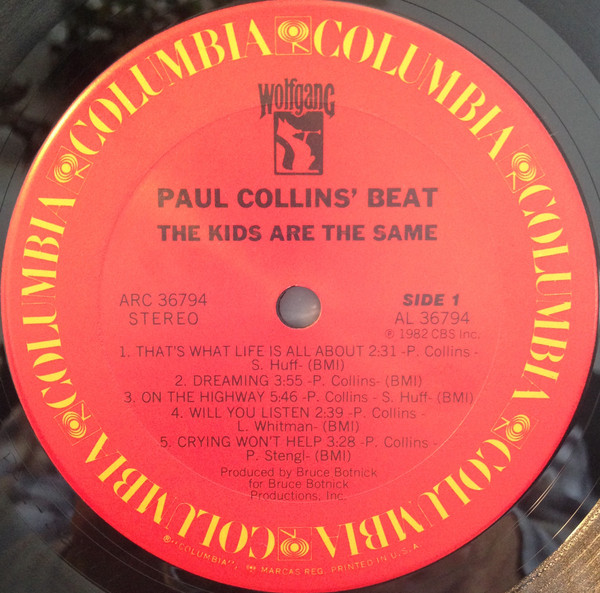 COLUMBIA COLUMBIA COLUMBIA COLUMBIA COLUMBIA COLUMBIA
Wolfgang
PAUL COLLINS' BEAT
THE KIDS ARE THE SAME
ARC 36794
STEREO
SIDE 1
AL 36794
℗ 1982 CBS Inc.
1. THAT'S WHAT LIFE IS ALL ABOUT 2:31 -P. Collins -
S. Huff- (BMI)
2. DREAMING 3:55 -P. Collins- (BMI)
3. ON THE HIGHWAY 5:46 -P. Collins - S. Huff- (BMI)
4. WILL YOU LISTEN 2:39 -P. Collins -
L. Whitman- (BMI)
5. CRYING WON'T HELP 3:28 -P. Collins -
P. Stengl- (BMI)
Produced by Bruce Botnick
for Bruce Botnick
Productions, Inc.
"COLUMBIA", MARCAS REG. PRINTED IN U.S.A.